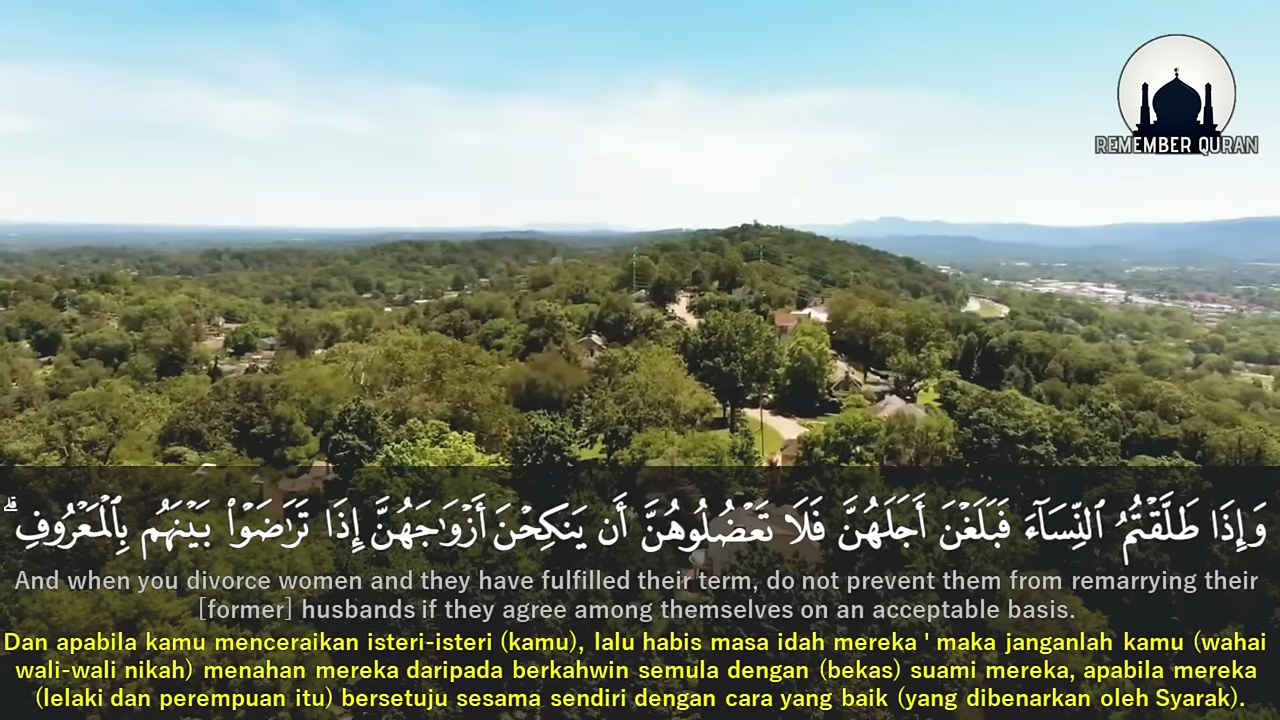 REMEMBER QURAN
وَإِذَا طَلَّقْتُمُ ٱلنِّسَآءَ فَبَلَغْنَ أَجَلَهُنَّ فَلَا تَعْضُلُوهُنَّ أَن يَنكِحْنَ أَزْوَٰجَهُنَّ إِذَا تَرَٰضَوْا۟ بَيْنَهُم بِٱلْمَعْرُوفِ ۗ
And when you divorce women and they have fulfilled their term, do not prevent them from remarrying their
[former] husbands if they agree among themselves on an acceptable basis.
Dan apabila kamu menceraikan isteri-isteri (kamu), lalu habis masa idah mereka ' maka janganlah kamu (wahai
wali-wali nikah) menahan mereka daripada berkahwin semula dengan (bekas) suami mereka, apabila mereka
(lelaki dan perempuan itu) bersetuju sesama sendiri dengan cara yang baik (yang dibenarkan oleh Syarak).